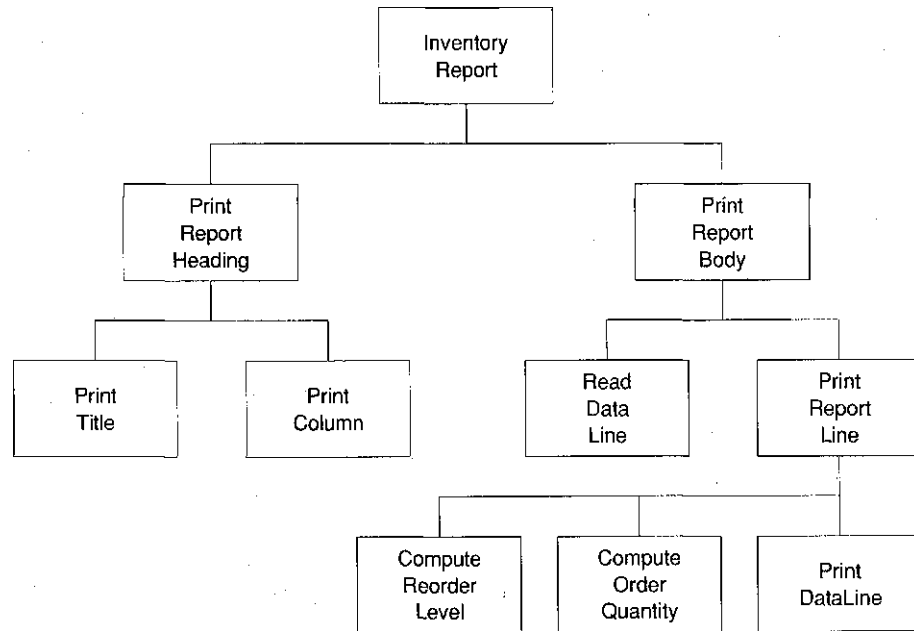 Inventory
Report
Print
Report
Heading
Print
Report
Body
Print
Title
Print
Column
Read
Data
Line
Print
Report
Line
Compute
Reorder
Level
Compute
Order
Quantity
Print
DataLine